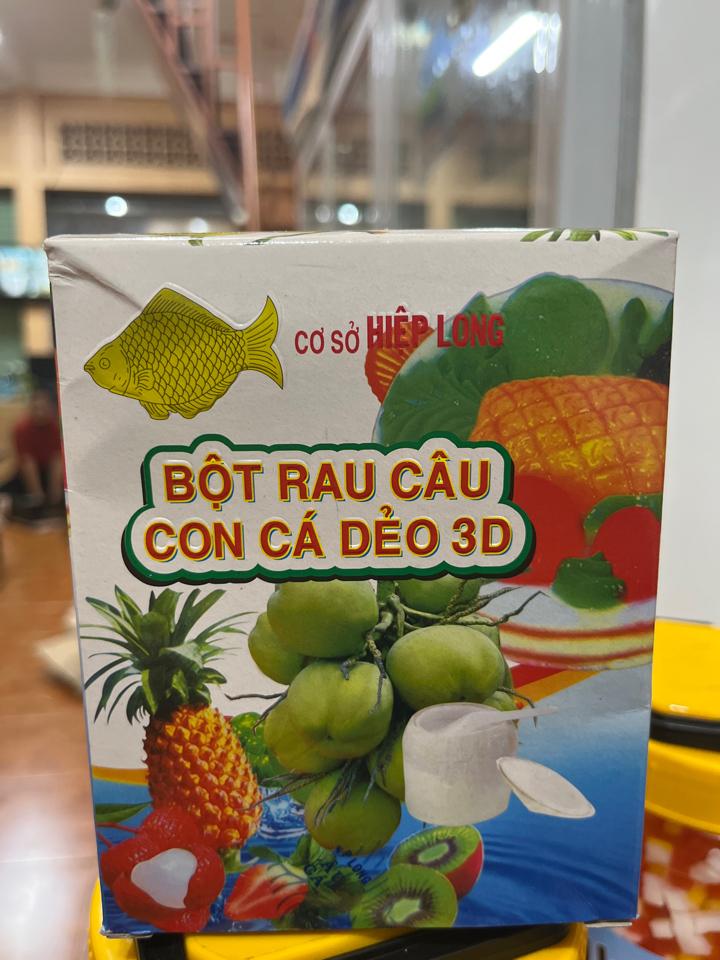 CƠ SỞ HIỆP LONG
BỘT RAU CÂU
CON CÁ DẺO 3D